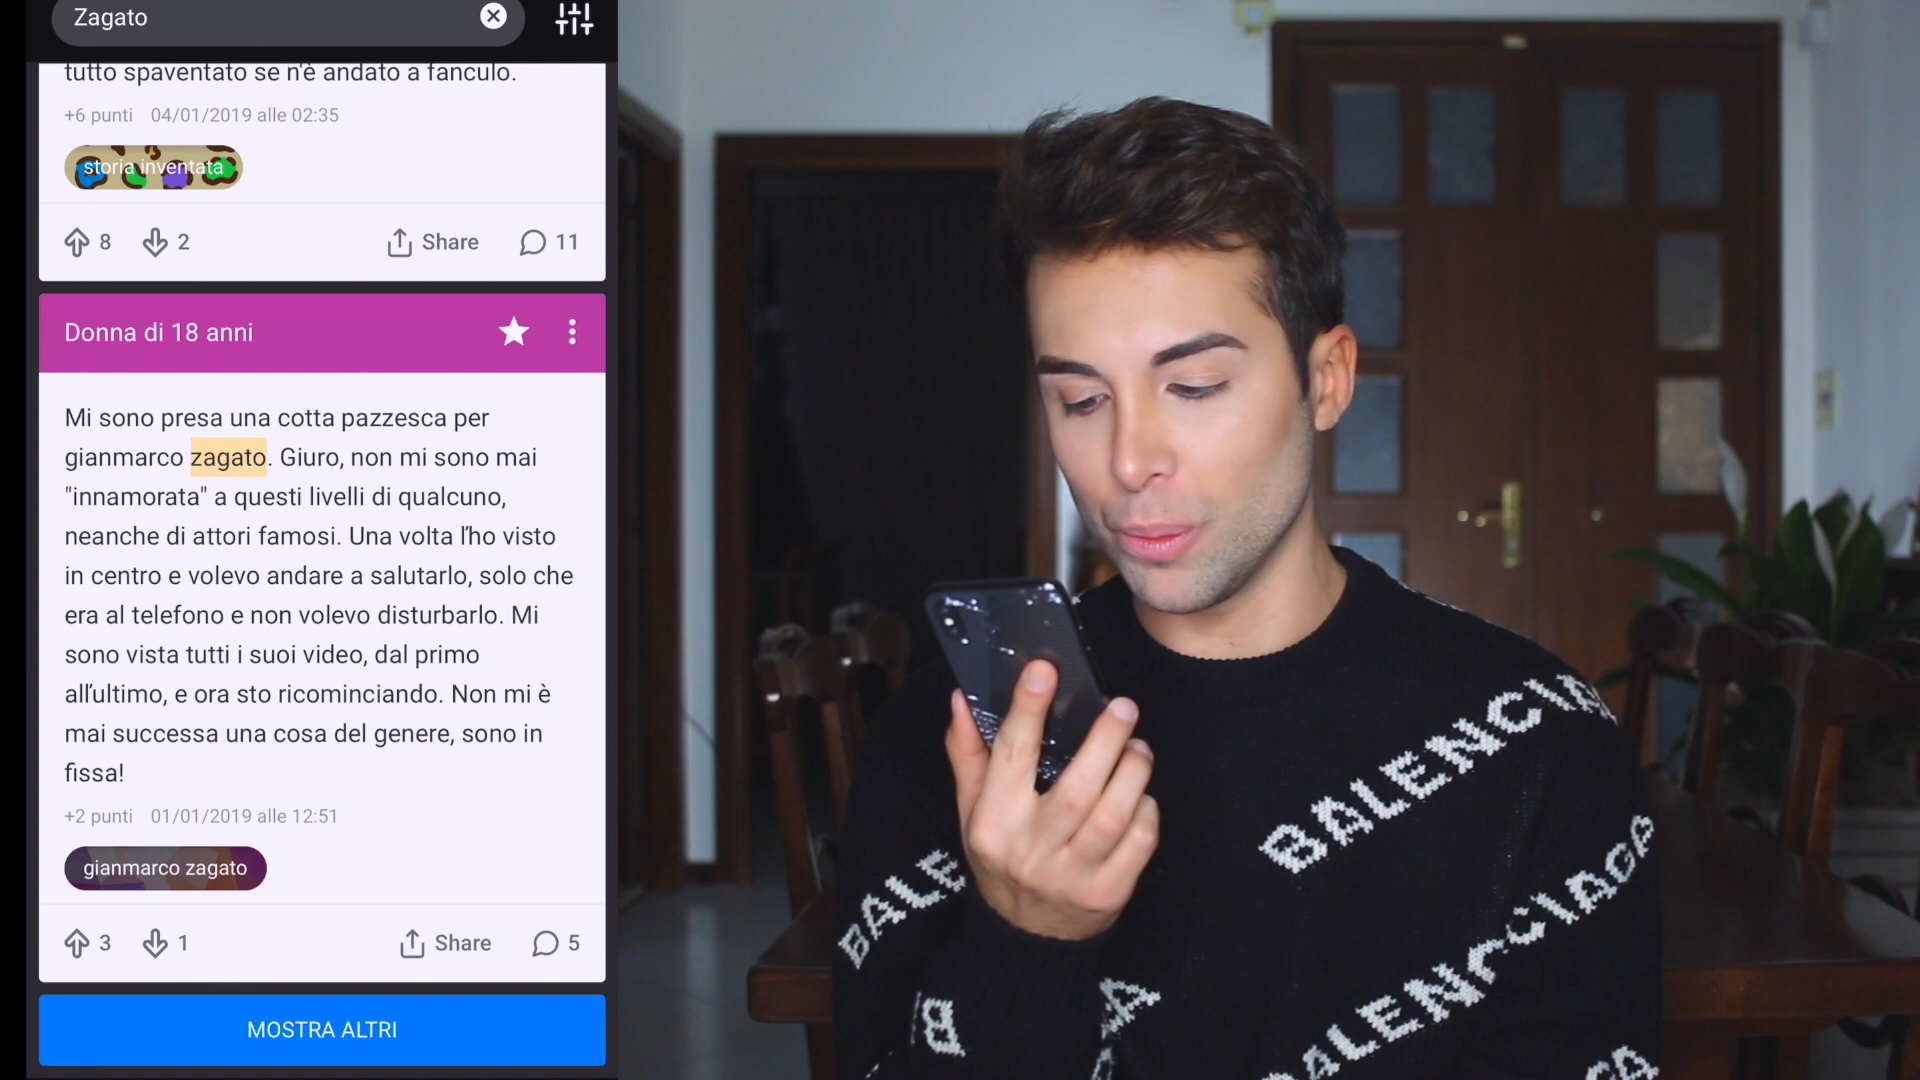 Zagato
tutto spaventato se n'è andato a fanculo.
+6 punti 04/01/2019 alle 02:35
storia inventata
8 2 Share 11
Donna di 18 anni
Mi sono presa una cotta pazzesca per
gianmarco zagato. Giuro, non mi sono mai
"innamorata" a questi livelli di qualcuno,
neanche di attori famosi. Una volta l'ho visto
in centro e volevo andare a salutarlo, solo che
era al telefono e non volevo disturbarlo. Mi
sono vista tutti i suoi video, dal primo
all'ultimo, e ora sto ricominciando. Non mi è
mai successa una cosa del genere, sono in
fissa!
+2 punti 01/01/2019 alle 12:51
gianmarco zagato
3 1 Share 5
MOSTRA ALTRI
BALENCIA
BALE
BALENCIAGA
B
A
GA